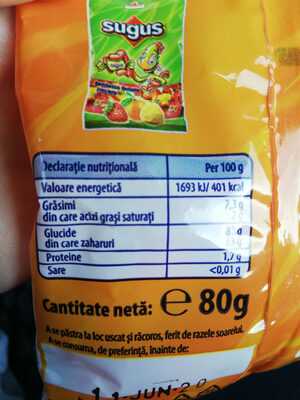 sugus
Declarație nutrițională Per 100 g
Valoare energetică 1693 kJ/ 401 kcal
Grăsimi 7,3 g
din care acizi grași saturați
Glucide
din care zaharuri
Proteine 1,7 g
Sare <0,01 g
Cantitate netă: e 80g
A se păstra la loc uscat și răcoros, ferit de razele soarelui.
A se consuma, de preferință, înainte de:
11-JUN-20